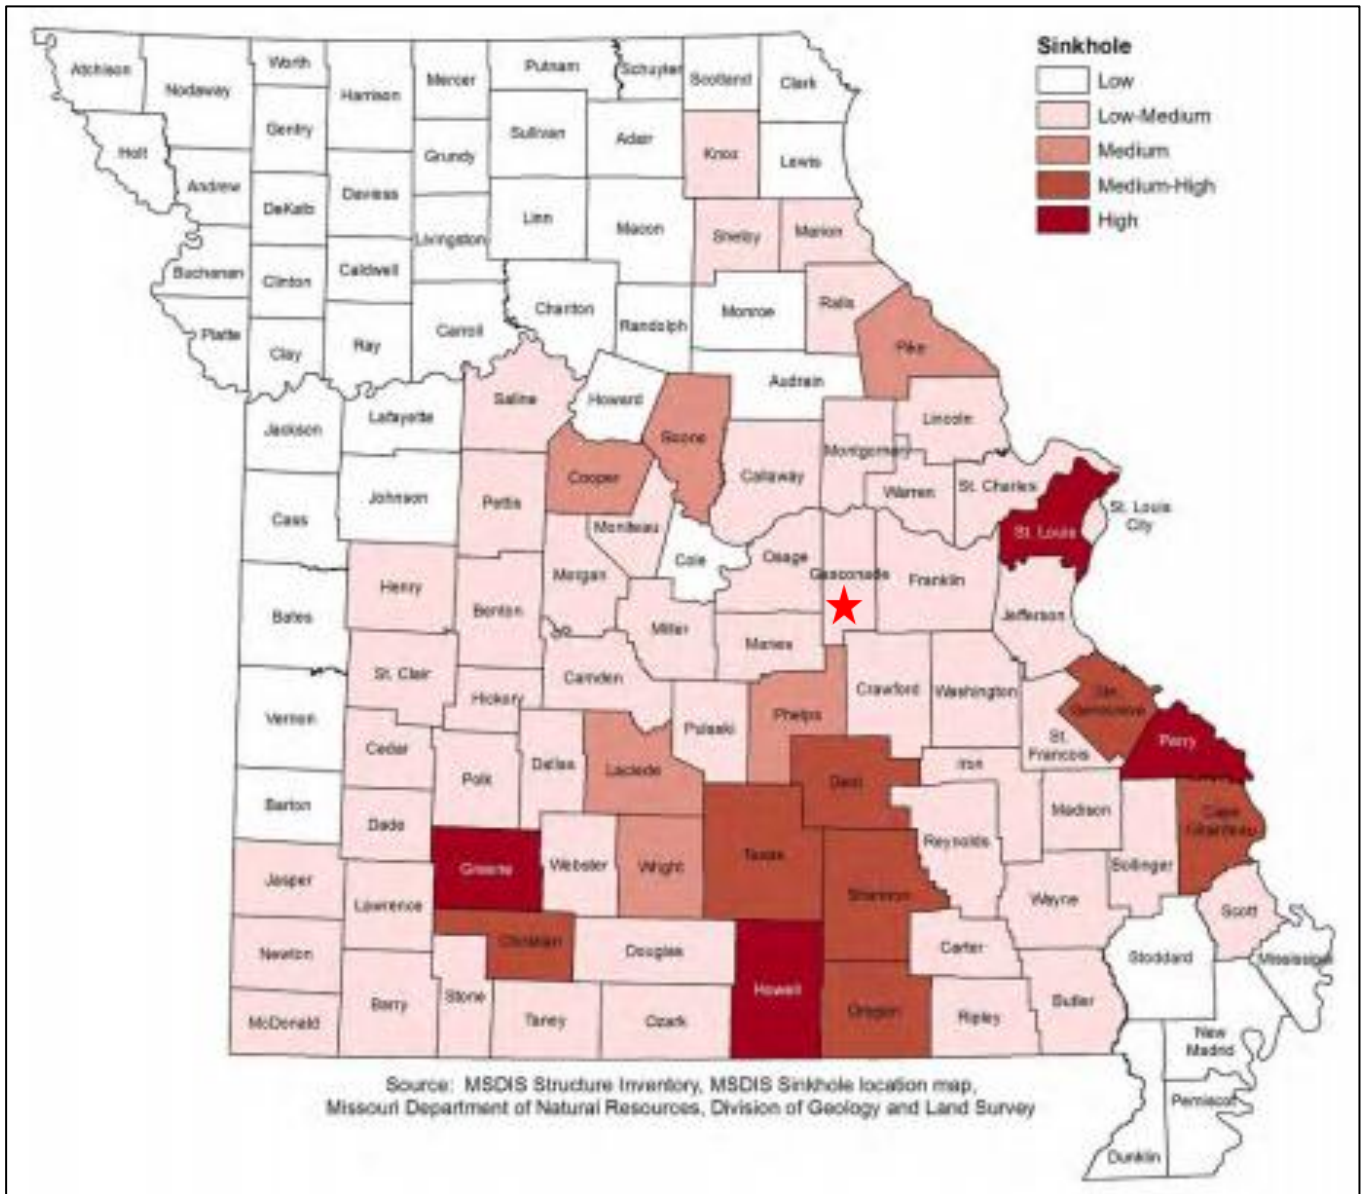 Sinkhole
Low
Low-Medium
Medium
Medium-High
High
Atchison
Nodaway
Worth
Harrison
Mercer
Putnam
Schuyler
Scotland
Clark
Holt
Gentry
Sullivan
Adair
Knox
Lewis
Grundy
Andrew
DeKalb
Daviess
Livingston
Linn
Macon
Shelby
Marion
Buchanan
Clinton
Caldwell
Chariton
Randolph
Monroe
Ralls
Platte
Clay
Ray
Carroll
Pike
Audrain
Saline
Howard
Boone
Lincoln
Jackson
Lafayette
Cooper
Callaway
Montgomery
Warren
St. Charles
St. Louis
City
Johnson
Pettis
Cass
Moniteau
St. Louis
Cole
Osage
Gasconade
Franklin
Henry
Morgan
Benton
Bates
Miller
Maries
Jefferson
St. Clair
Camden
Hickory
Crawford
Washington
Ste.
Genevieve
Vernon
Pulaski
Phelps
St.
Francois
Perry
Cedar
Polk
Dallas
Laclede
Dent
Iron
Barton
Dade
Madison
Cape
Girardeau
Jasper
Greene
Webster
Wright
Texas
Reynolds
Bollinger
Lawrence
Shannon
Wayne
Scott
Newton
Christian
Douglas
Carter
Stoddard
Mississippi
McDonald
Barry
Stone
Taney
Ozark
Howell
Oregon
Ripley
Butler
New
Madrid
Pemiscot
Dunklin
Source: MSDIS Structure Inventory, MSDIS Sinkhole location map,
Missouri Department of Natural Resources, Division of Geology and Land Survey